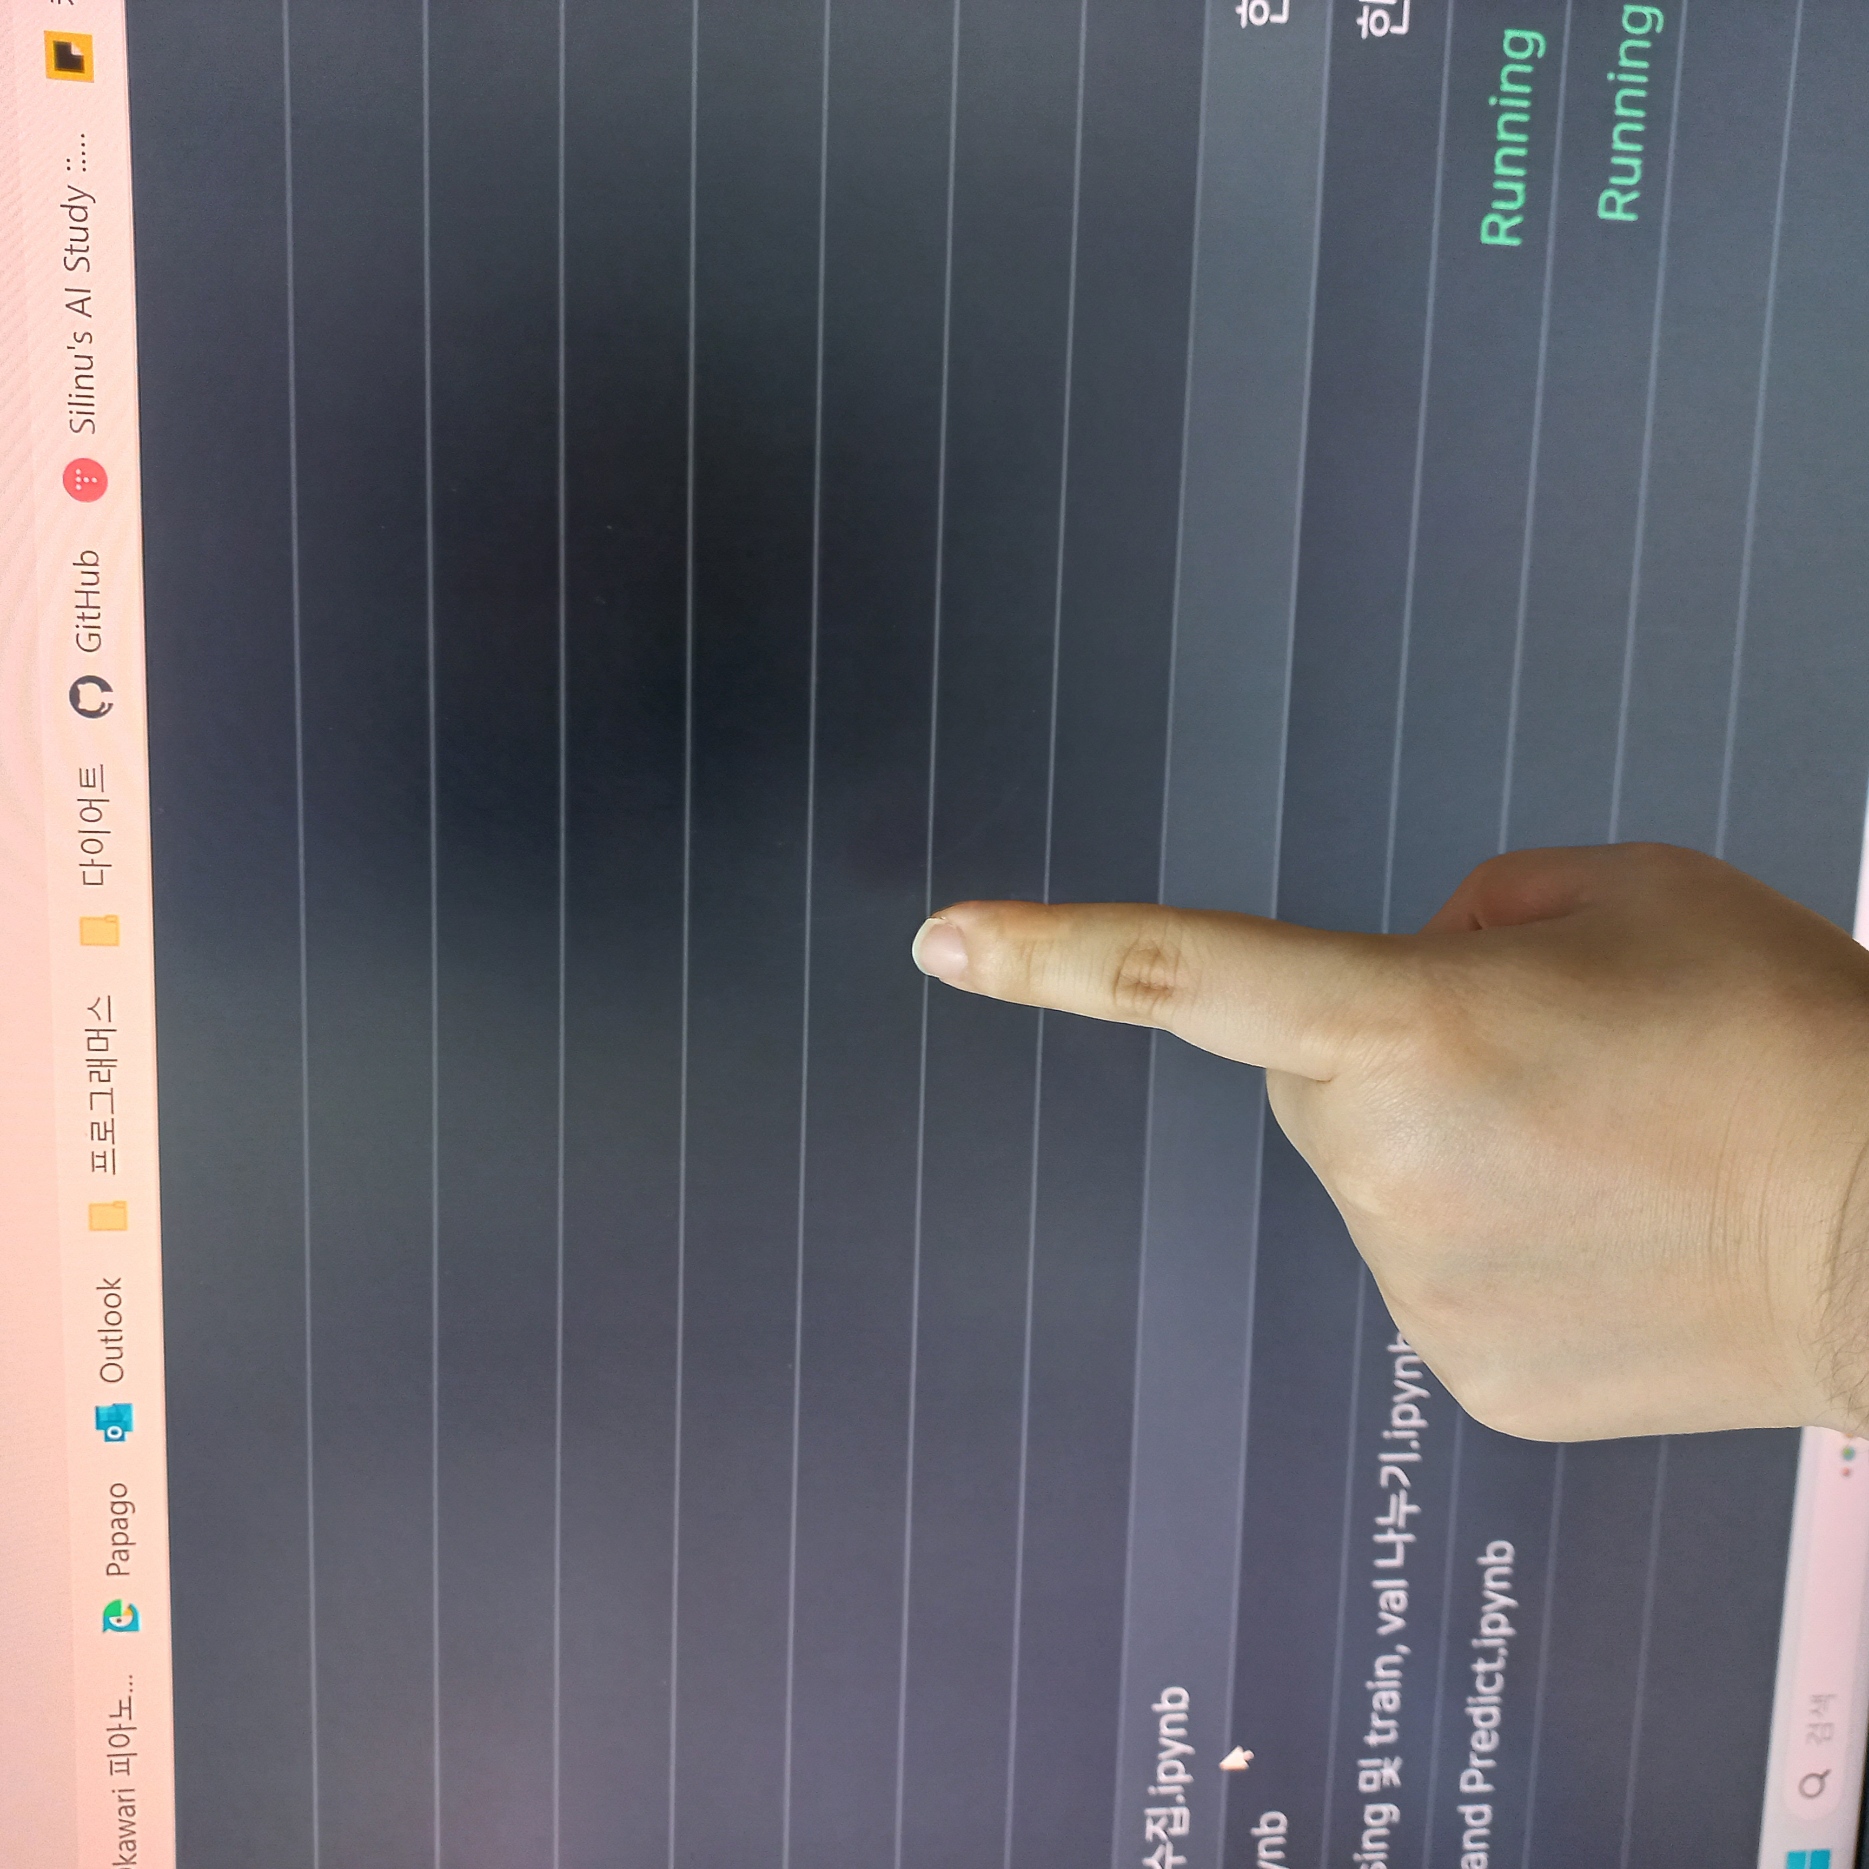 kawari 피아노... Papago Outlook 프로그래머스 다이어트 GitHub Silinu's AI Study ::...
수집.ipynb
ynb 한
sing 및 train, val 나누기.ipynb 한
and Predict.ipynb Running
Running
검색